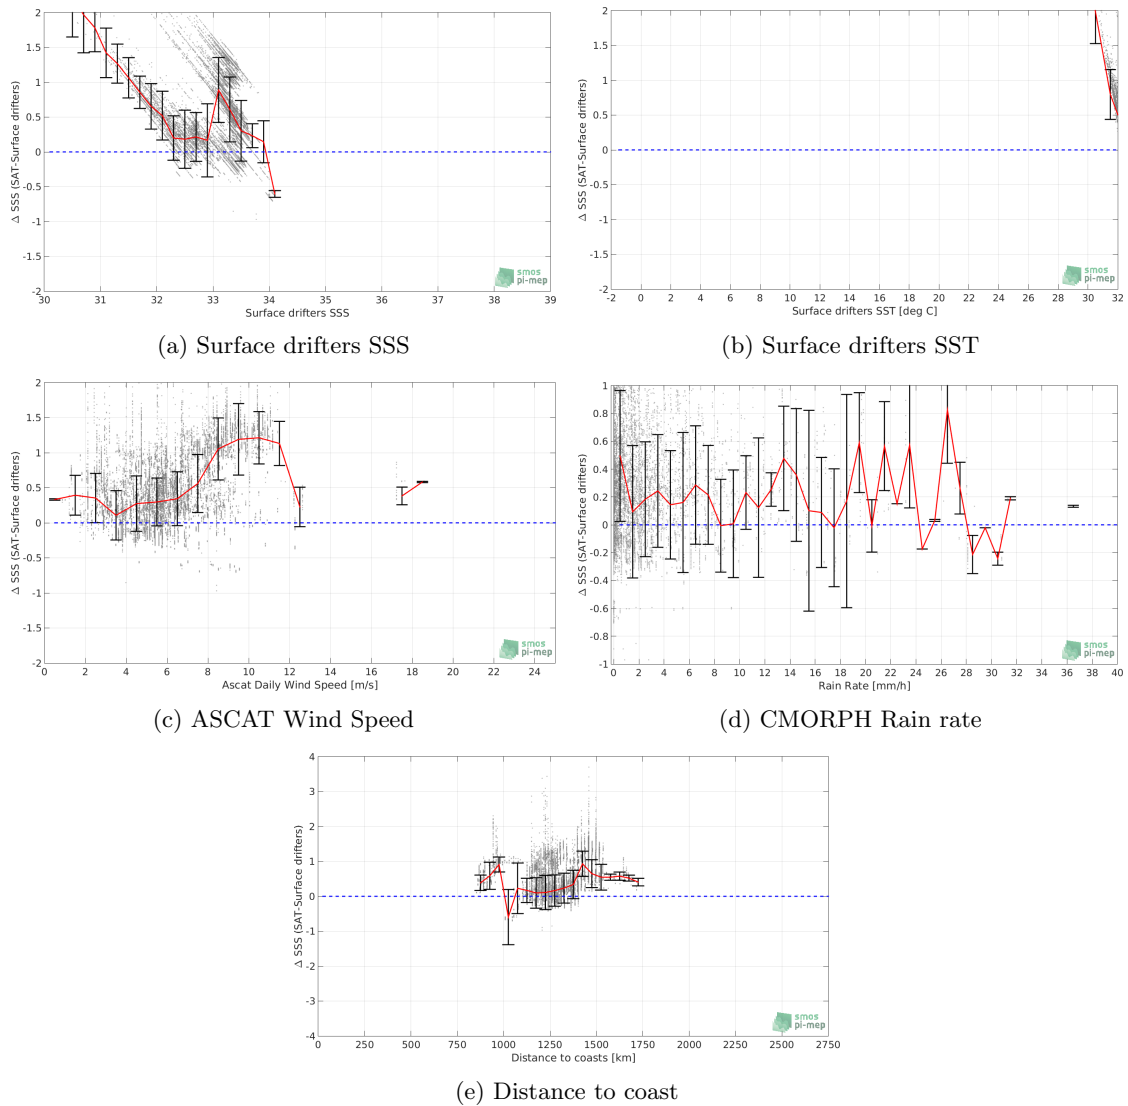 2
1.5
1
0.5
0
-0.5
-1
-1.5
-2
Δ SSS (SAT-Surface drifters)
30 31 32 33 34 35 36 37 38 39
Surface drifters SSS
smos
pi-mep
(a) Surface drifters SSS
2
1.5
1
0.5
0
-0.5
-1
-1.5
-2
Δ SSS (SAT-Surface drifters)
-2 0 2 4 6 8 10 12 14 16 18 20 22 24 26 28 30 32
Surface drifters SST [deg C]
smos
pi-mep
(b) Surface drifters SST
2
1.5
1
0.5
0
-0.5
-1
-1.5
-2
Δ SSS (SAT-Surface drifters)
0 2 4 6 8 10 12 14 16 18 20 22 24
Ascat Daily Wind Speed [m/s]
smos
pi-mep
(c) ASCAT Wind Speed
1
0.8
0.6
0.4
0.2
0
-0.2
-0.4
-0.6
-0.8
-1
Δ SSS (SAT-Surface drifters)
0 2 4 6 8 10 12 14 16 18 20 22 24 26 28 30 32 34 36 38 40
Rain Rate [mm/h]
smos
pi-mep
(d) CMORPH Rain rate
4
3
2
1
0
-1
-2
-3
-4
Δ SSS (SAT-Surface drifters)
0 250 500 750 1000 1250 1500 1750 2000 2250 2500 2750
Distance to coasts [km]
smos
pi-mep
(e) Distance to coast